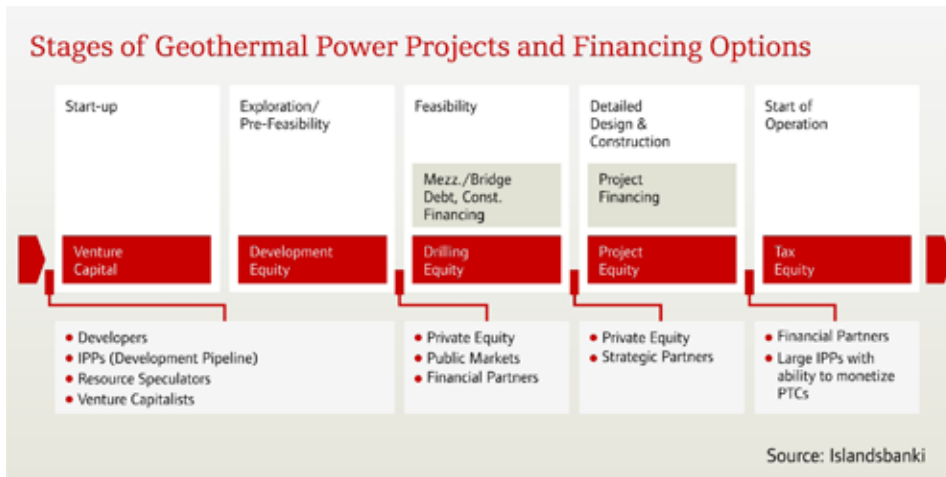 Stages of Geothermal Power Projects and Financing Options
Start-up
Exploration/
Pre-Feasibility
Feasibility
Detailed
Design &
Construction
Start of
Operation
Mezz./Bridge
Debt, Const.
Financing
Project
Financing
Venture
Capital
Development
Equity
Drilling
Equity
Project
Equity
Tax
Equity
• Developers
• IPPs (Development Pipeline)
• Resource Speculators
• Venture Capitalists
• Private Equity
• Public Markets
• Financial Partners
• Private Equity
• Strategic Partners
• Financial Partners
• Large IPPs with
ability to monetize
PTCs
Source: Islandsbanki